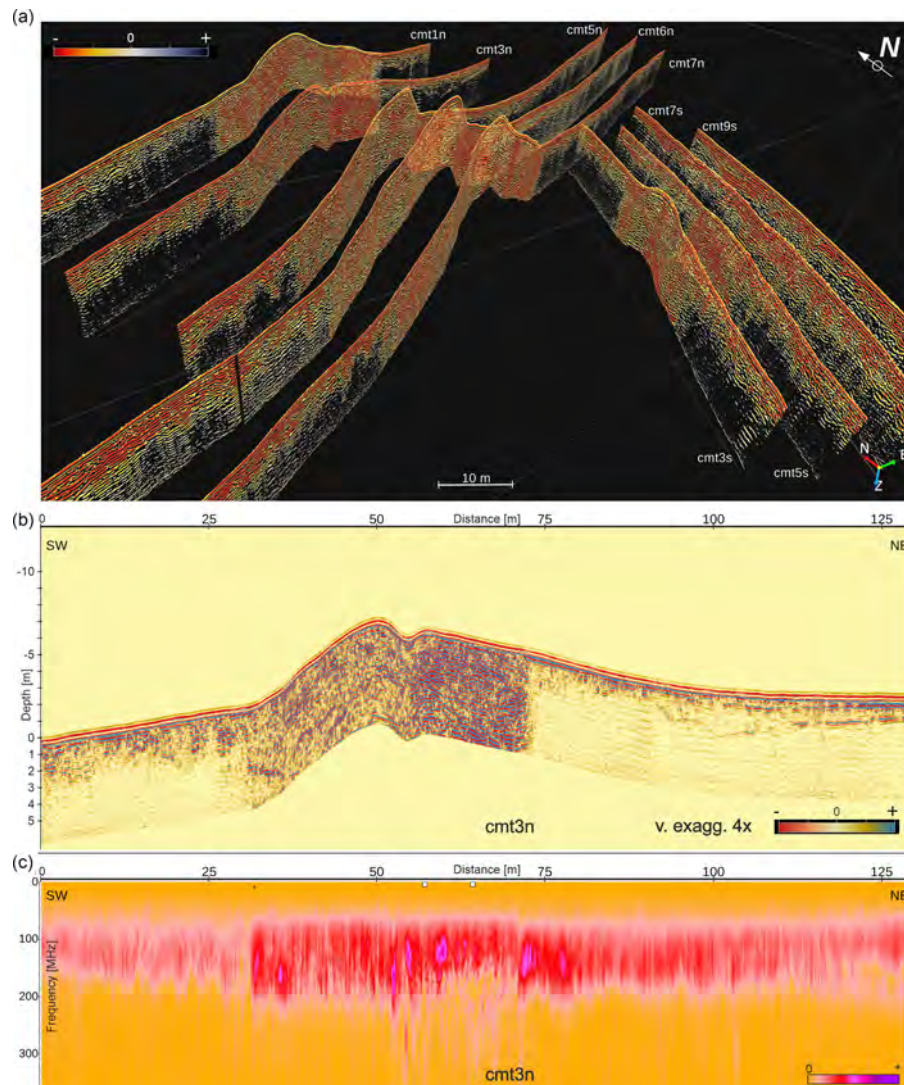 (a)
- 0 +
cmt1n
cmt3n
cmt5n
cmt6n
cmt7n
cmt7s
cmt9s
N
cmt3s
cmt5s
10 m
N
E
Z
(b)
0 25 50 Distance [m] 75 100 125
SW NE
Depth [m]
-10
-5
0
1
2
3
4
5
cmt3n
v. exagg. 4x
- 0 +
(c)
0 25 50 Distance [m] 75 100 125
SW NE
Frequency [MHz]
0
100
200
300
cmt3n
0 +